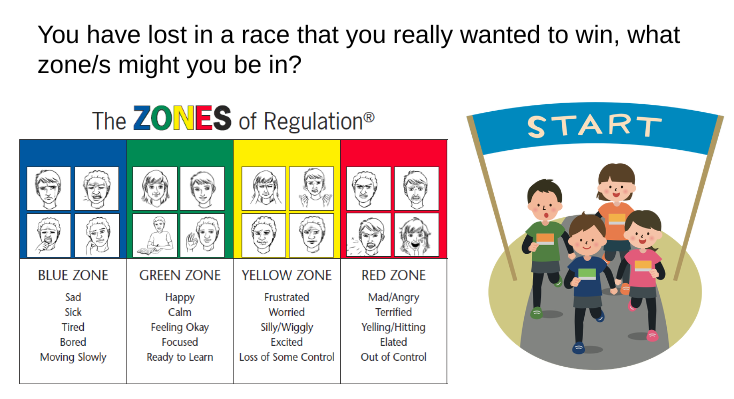 You have lost in a race that you really wanted to win, what
zone/s might you be in?
The ZONES of Regulation®
START
BLUE ZONE
Sad
Sick
Tired
Bored
Moving Slowly
GREEN ZONE
Happy
Calm
Feeling Okay
Focused
Ready to Learn
YELLOW ZONE
Frustrated
Worried
Silly/Wiggly
Excited
Loss of Some Control
RED ZONE
Mad/Angry
Terrified
Yelling/Hitting
Elated
Out of Control